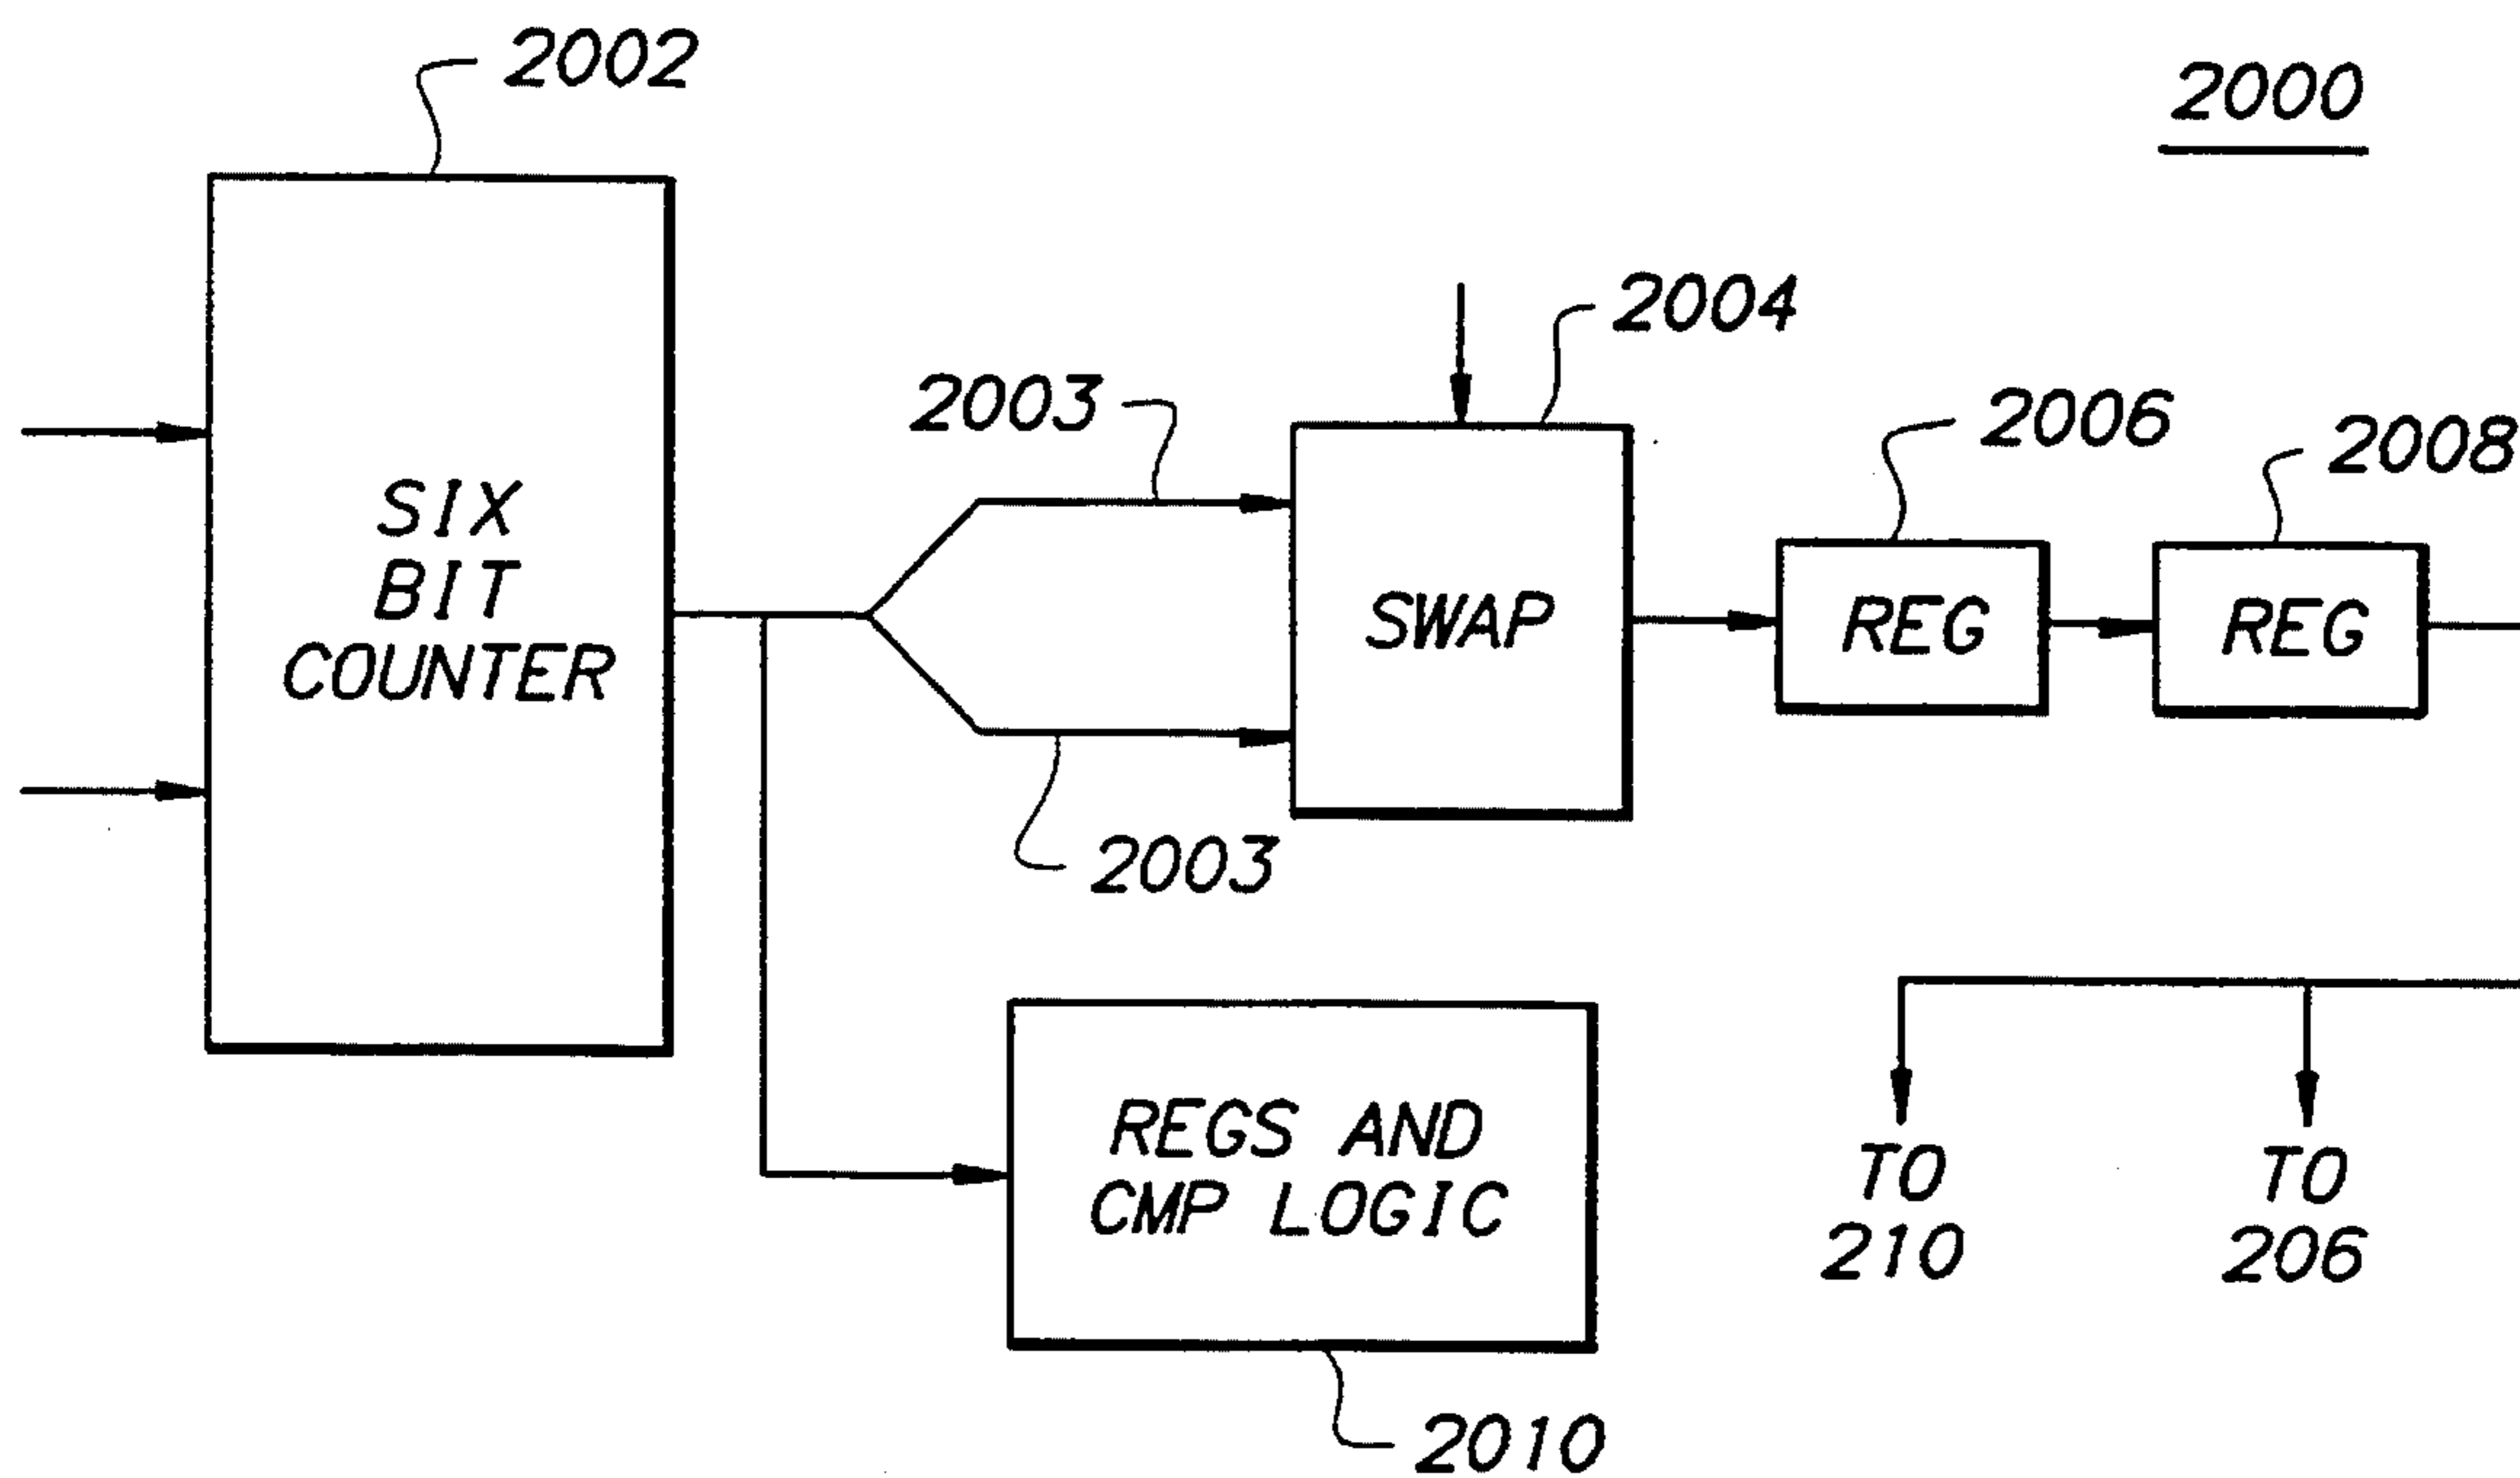 2002
2000
2004
2003
2006
2008
SIX
BIT
COUNTER
SWAP
REG
REG
2003
REGS AND
CMP LOGIC
TO
210
TO
206
2010